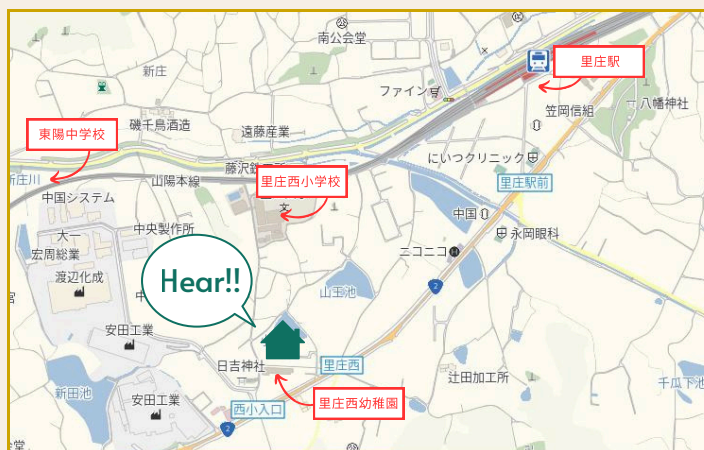 南公会堂
里庄駅
新庄
ファイン
笠岡信組
八幡神社
磯千鳥酒造
遠藤産業
東陽中学校
にいつクリニック
新庄川
山陽本線
里庄西小学校
里庄駅前
文
中国システム
中国
中央製作所
永岡眼科
大一
宏周総業
ニコニコ
H
渡辺化成
Hear!!
2
山王池
安田工業
日吉神社
里庄西
辻田加工所
千瓜下池
新田池
安田工業
西小入口
里庄西幼稚園
2